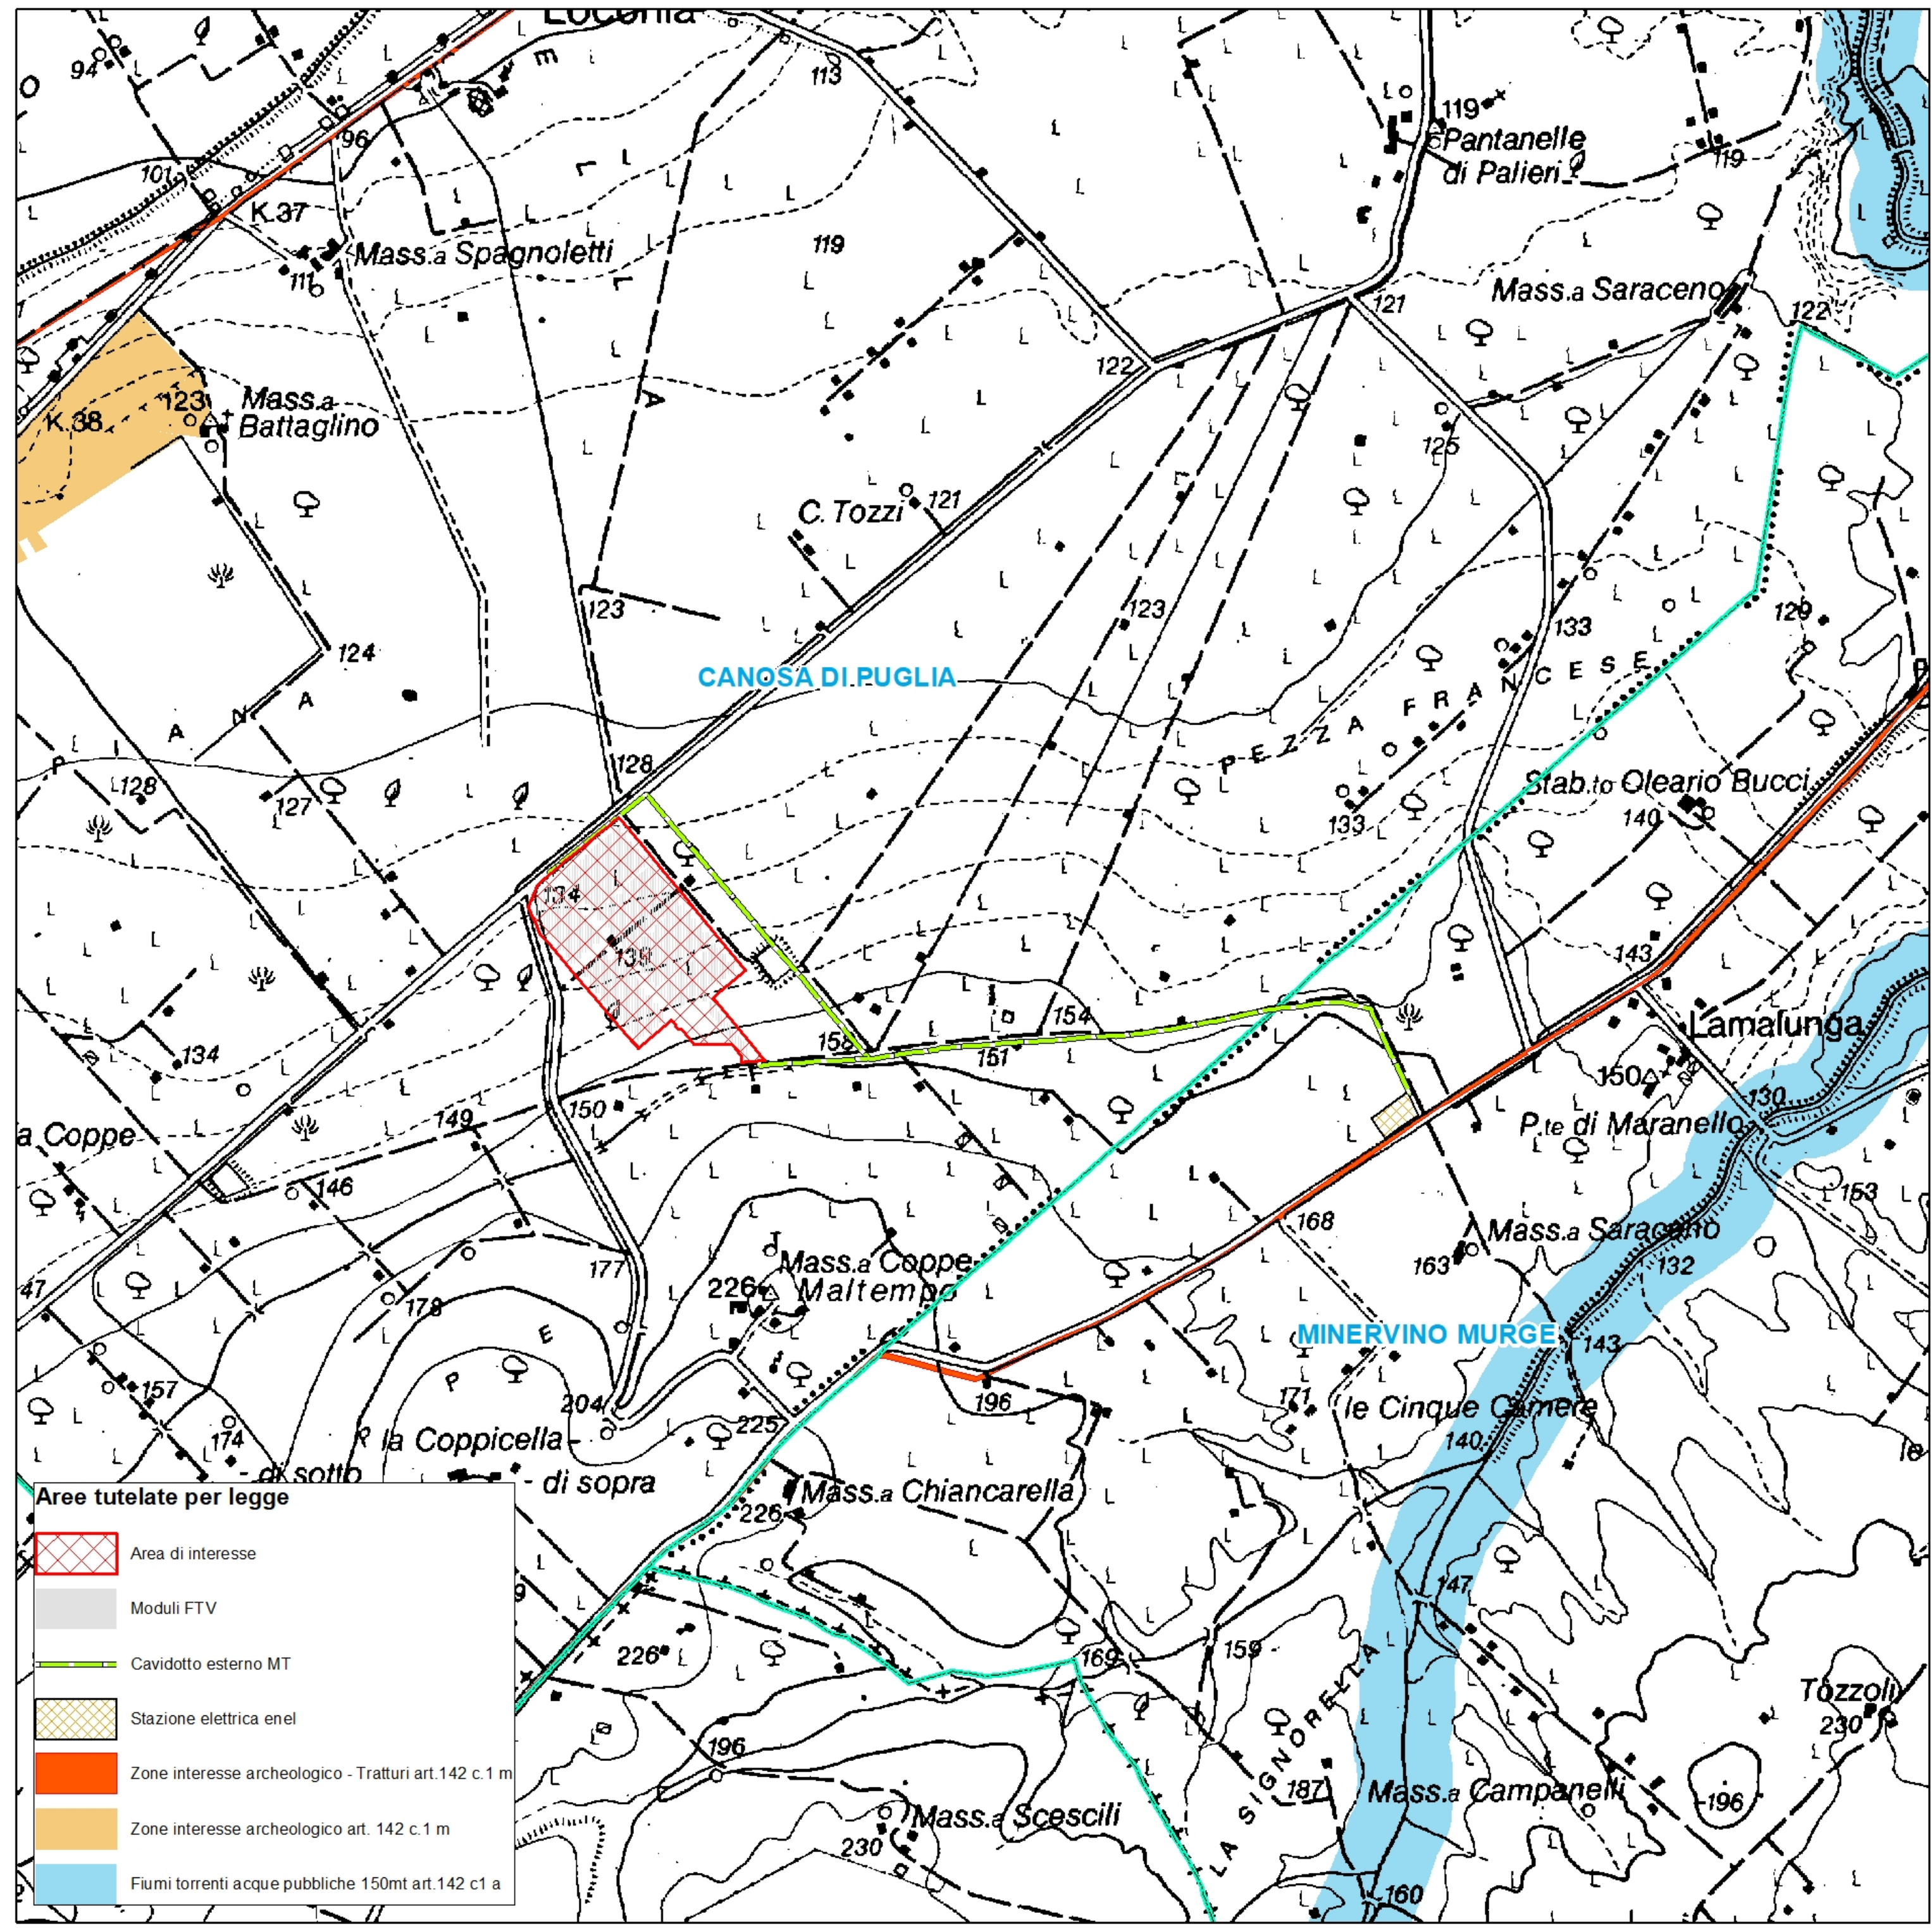 Loconia
94
113
E
119
Pantanelle
di Palieri
119
96
101
K.37
L
L
Mass.a Spagnoletti
111
119
L
121
Mass.a Saraceno
122
122
A
123
Mass.a
Battaglino
K.38
125
C. Tozzi
121
123
123
129
133
124
CANOSA DI PUGLIA
PEZZA FRANCESE
PIANA
128
128
127
Stab.to Oleario Bucci
140
133
134
139
143
Lamalunga
158
154
151
134
150
150
130
149
a Coppe
P.te di Maranello
146
153
168
Mass.a Saraceno
163
132
177
Mass.a Coppe
Maltempo
226
47
178
MINERVINO MURGE
143
P E
157
204
196
171
le Cinque Camere
225
174
la Coppicella
140
- di sotto
- di sopra
Mass.a Chiancarella
226
Aree tutelate per legge
Area di interesse
Moduli FTV
Cavidotto esterno MT
Stazione elettrica enel
Zone interesse archeologico - Tratturi art.142 c.1 m
Zone interesse archeologico art. 142 c.1 m
Fiumi torrenti acque pubbliche 150mt art.142 c1 a
147
226
169
159
LA SIGNORELLA
Tozzoli
230
196
187
Mass.a Campanelli
196
Mass.a Scescili
230
160